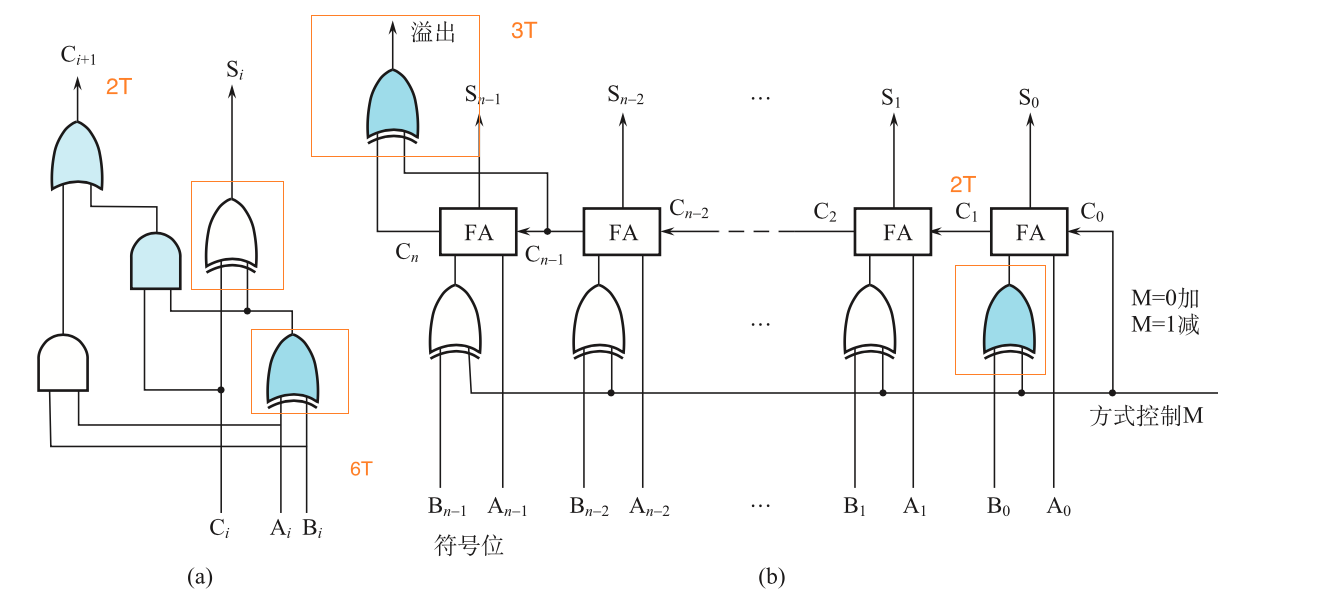 溢出
3T
C_{i+1}
2T
S_i
S_{n-1}
S_{n-2}
...
S_1
S_0
2T
C_{n-2}
C_2
C_1
C_0
FA
FA
FA
FA
C_n
C_{n-1}
M=0加
M=1减
...
方式控制M
6T
C_i
A_i
B_i
B_{n-1}
A_{n-1}
B_{n-2}
A_{n-2}
...
B_1
A_1
B_0
A_0
符号位
(a)
(b)